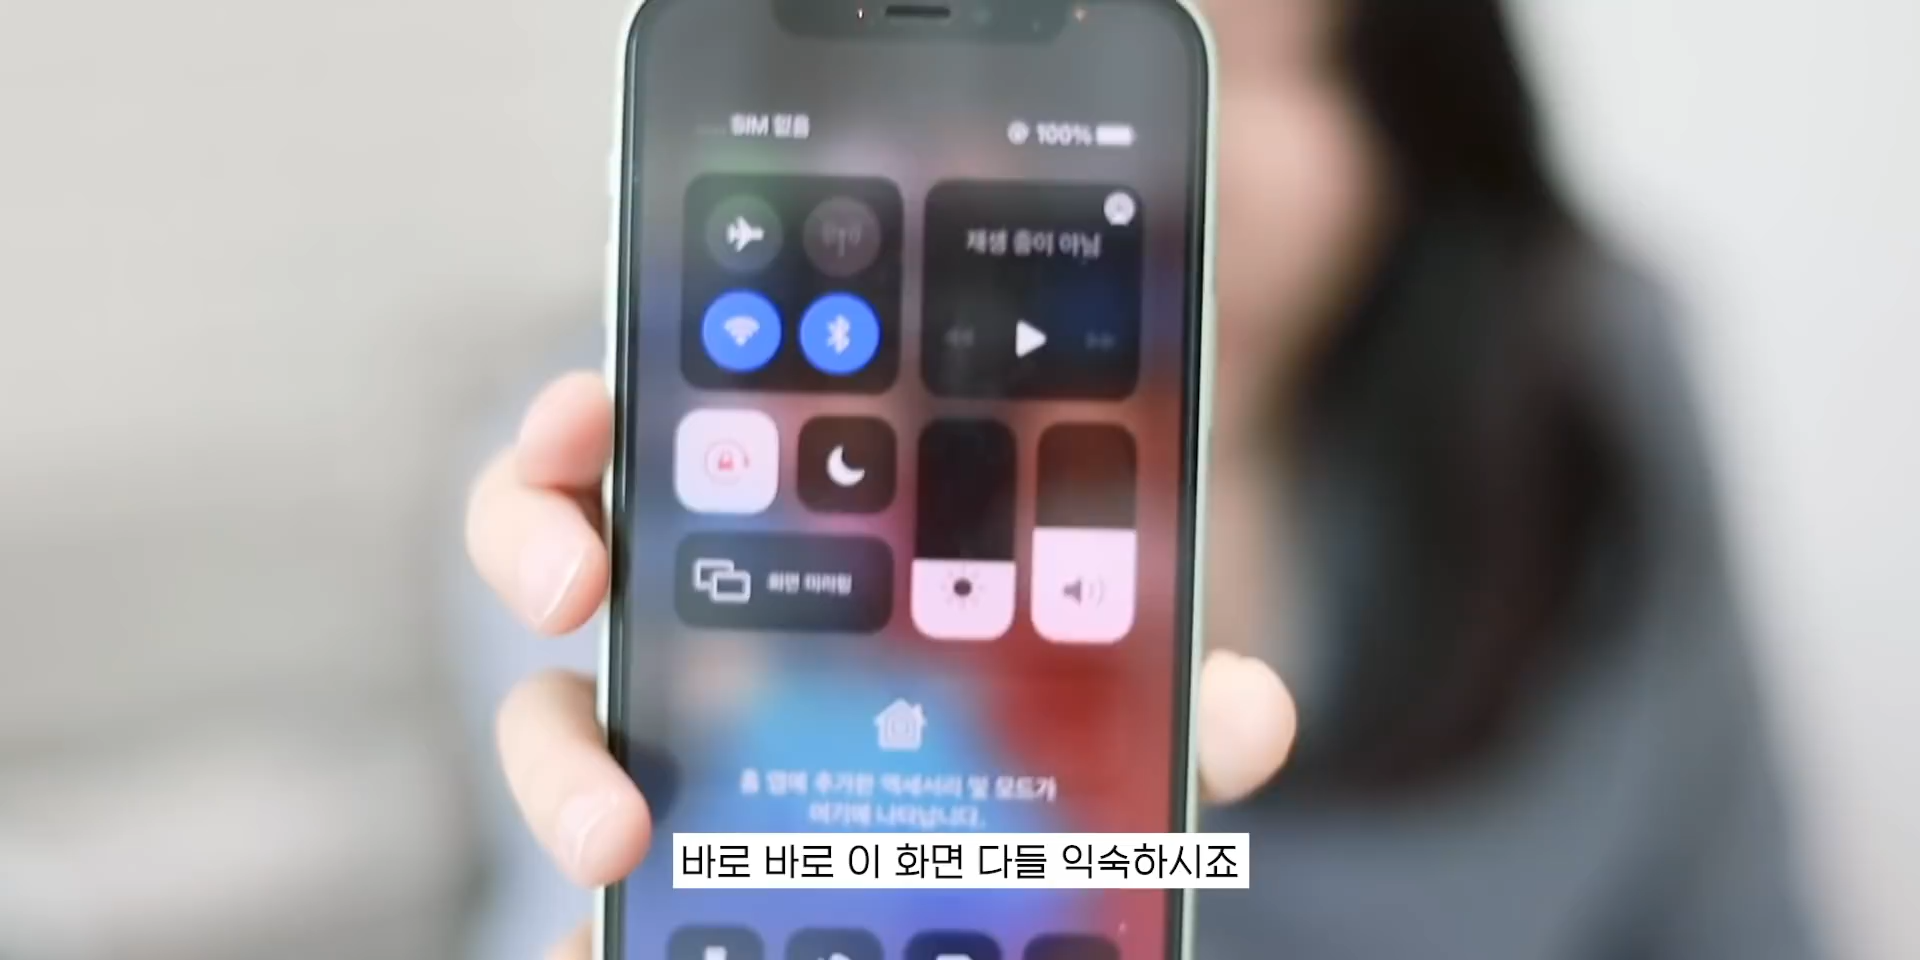 SIM 없음
100%
재생 중이 아님
화면 미러링
홈 앱에 추가한 액세서리 및 모드가
여기에 나타납니다.
바로 바로 이 화면 다들 익숙하시죠